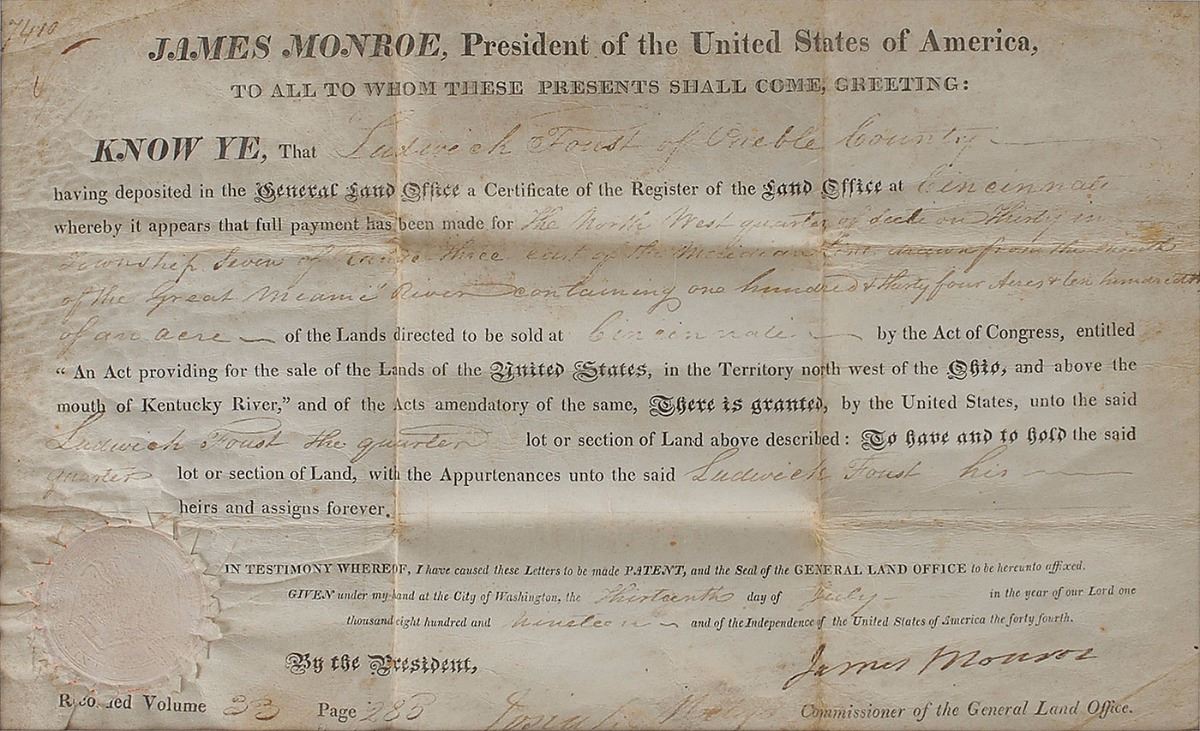 7410
JAMES MONROE, President of the United States of America,
TO ALL TO WHOM THESE PRESENTS SHALL COME, GREETING:
KNOW YE, That Ludwick Foust of Preble County
having deposited in the General Land Office a Certificate of the Register of the Land Office at Cincinnati
whereby it appears that full payment has been made for the North West quarter of Section Thirty in
Township Seven of Range three east of the Meridian line drawn from the mouth
of the Great Miami River containing one hundred & thirty four Acres & ten hundredths
of an acre of the Lands directed to be sold at Cincinnati by the Act of Congress, entitled
“ An Act providing for the sale of the Lands of the United States, in the Territory north west of the Ohio, and above the
mouth of Kentucky River,” and of the Acts amendatory of the same, There is granted, by the United States, unto the said
Ludwick Foust the quarter lot or section of Land above described: To have and to hold the said
quarter lot or section of Land, with the Appurtenances unto the said Ludwick Foust his
heirs and assigns forever.
IN TESTIMONY WHEREOF, I have caused these Letters to be made PATENT, and the Seal of the GENERAL LAND OFFICE to be hereunto affixed.
GIVEN under my hand at the City of Washington, the thirteenth day of July in the year of our Lord one
thousand eight hundred and nineteen and of the Independence of the United States of America the forty fourth.
By the President, James Monroe
Recorded Volume 33 Page 285 Commissioner of the General Land Office.